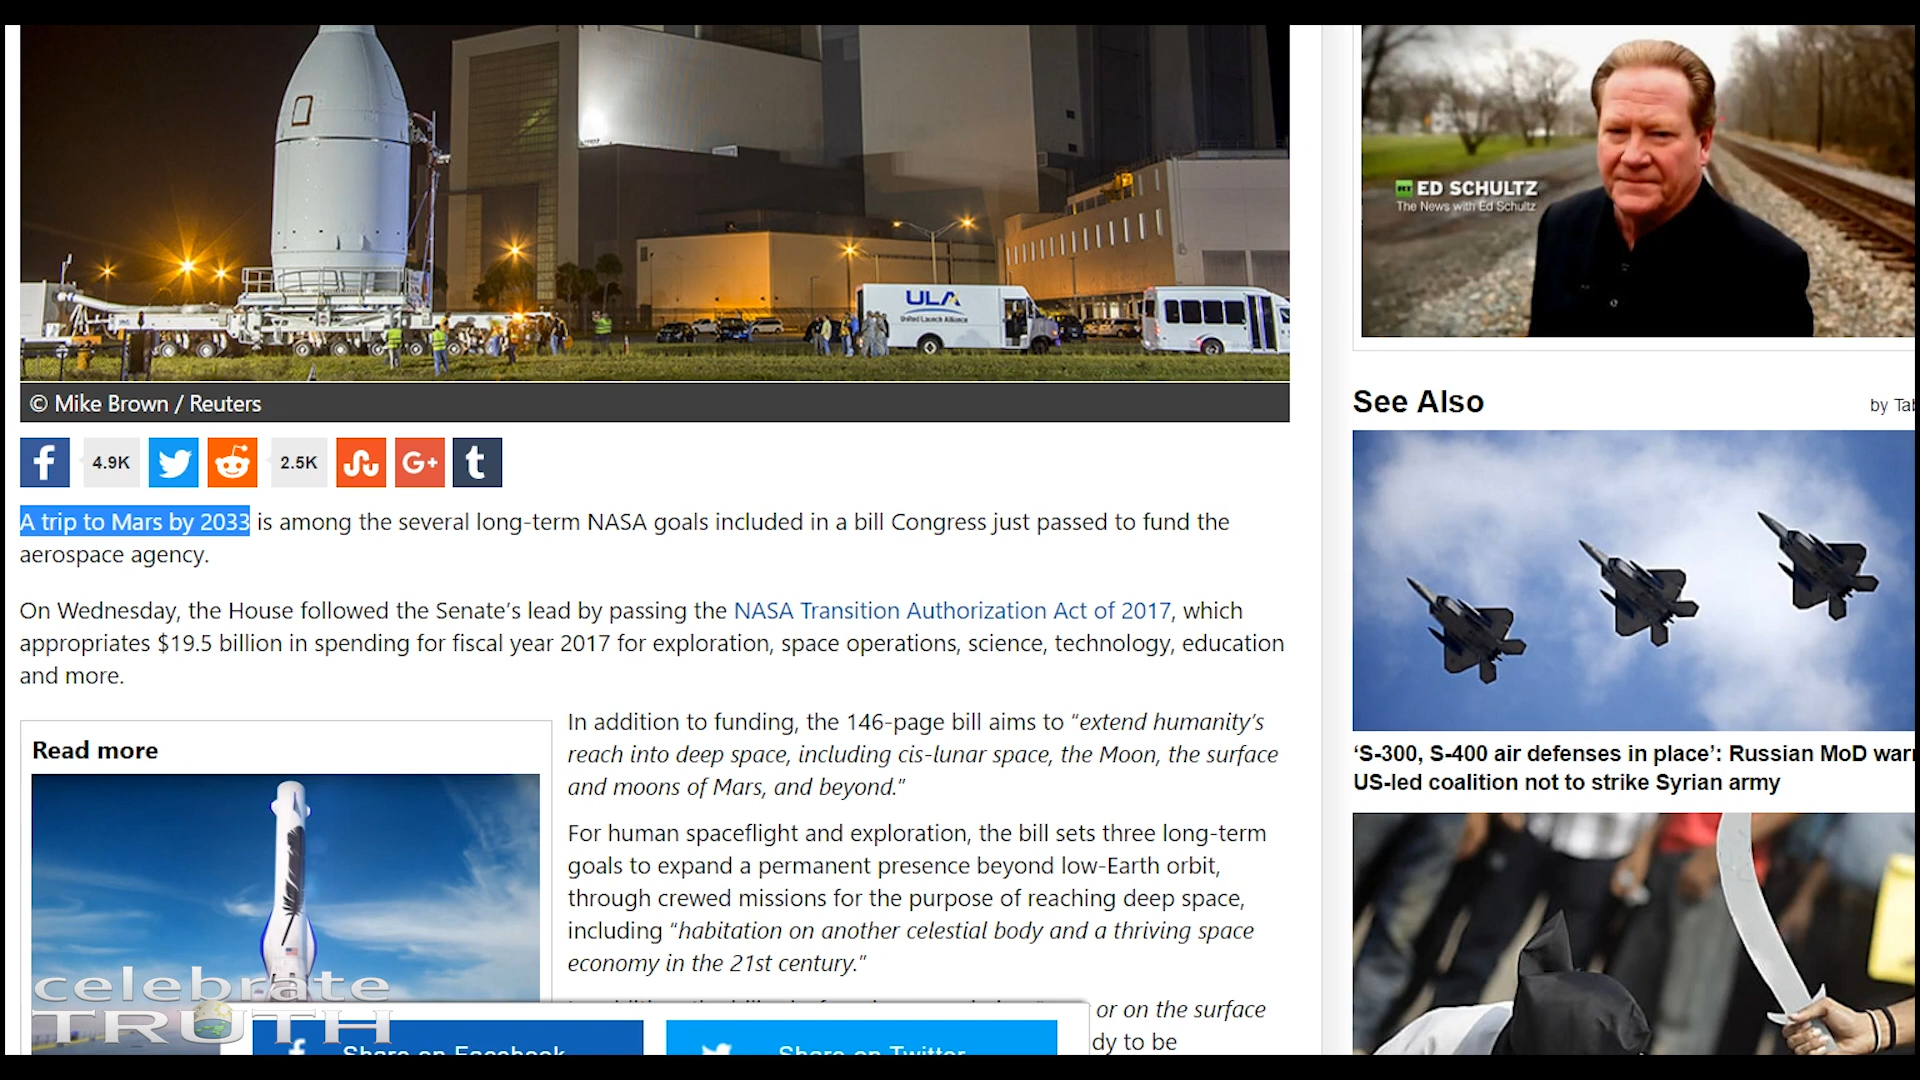 ULA
United Launch Alliance
© Mike Brown / Reuters
4.9K
2.5K
G+
A trip to Mars by 2033 is among the several long-term NASA goals included in a bill Congress just passed to fund the
aerospace agency.
On Wednesday, the House followed the Senate’s lead by passing the NASA Transition Authorization Act of 2017, which
appropriates $19.5 billion in spending for fiscal year 2017 for exploration, space operations, science, technology, education
and more.
Read more
In addition to funding, the 146-page bill aims to “extend humanity’s
reach into deep space, including cis-lunar space, the Moon, the surface
and moons of Mars, and beyond.”
For human spaceflight and exploration, the bill sets three long-term
goals to expand a permanent presence beyond low-Earth orbit,
through crewed missions for the purpose of reaching deep space,
including “habitation on another celestial body and a thriving space
economy in the 21st century.”
or on the surface
dy to be
Share on Facebook
Share on Twitter
celebrate
TRUTH
RT ED SCHULTZ
The News with Ed Schultz
See Also
by Tab
‘S-300, S-400 air defenses in place’: Russian MoD warn
US-led coalition not to strike Syrian army